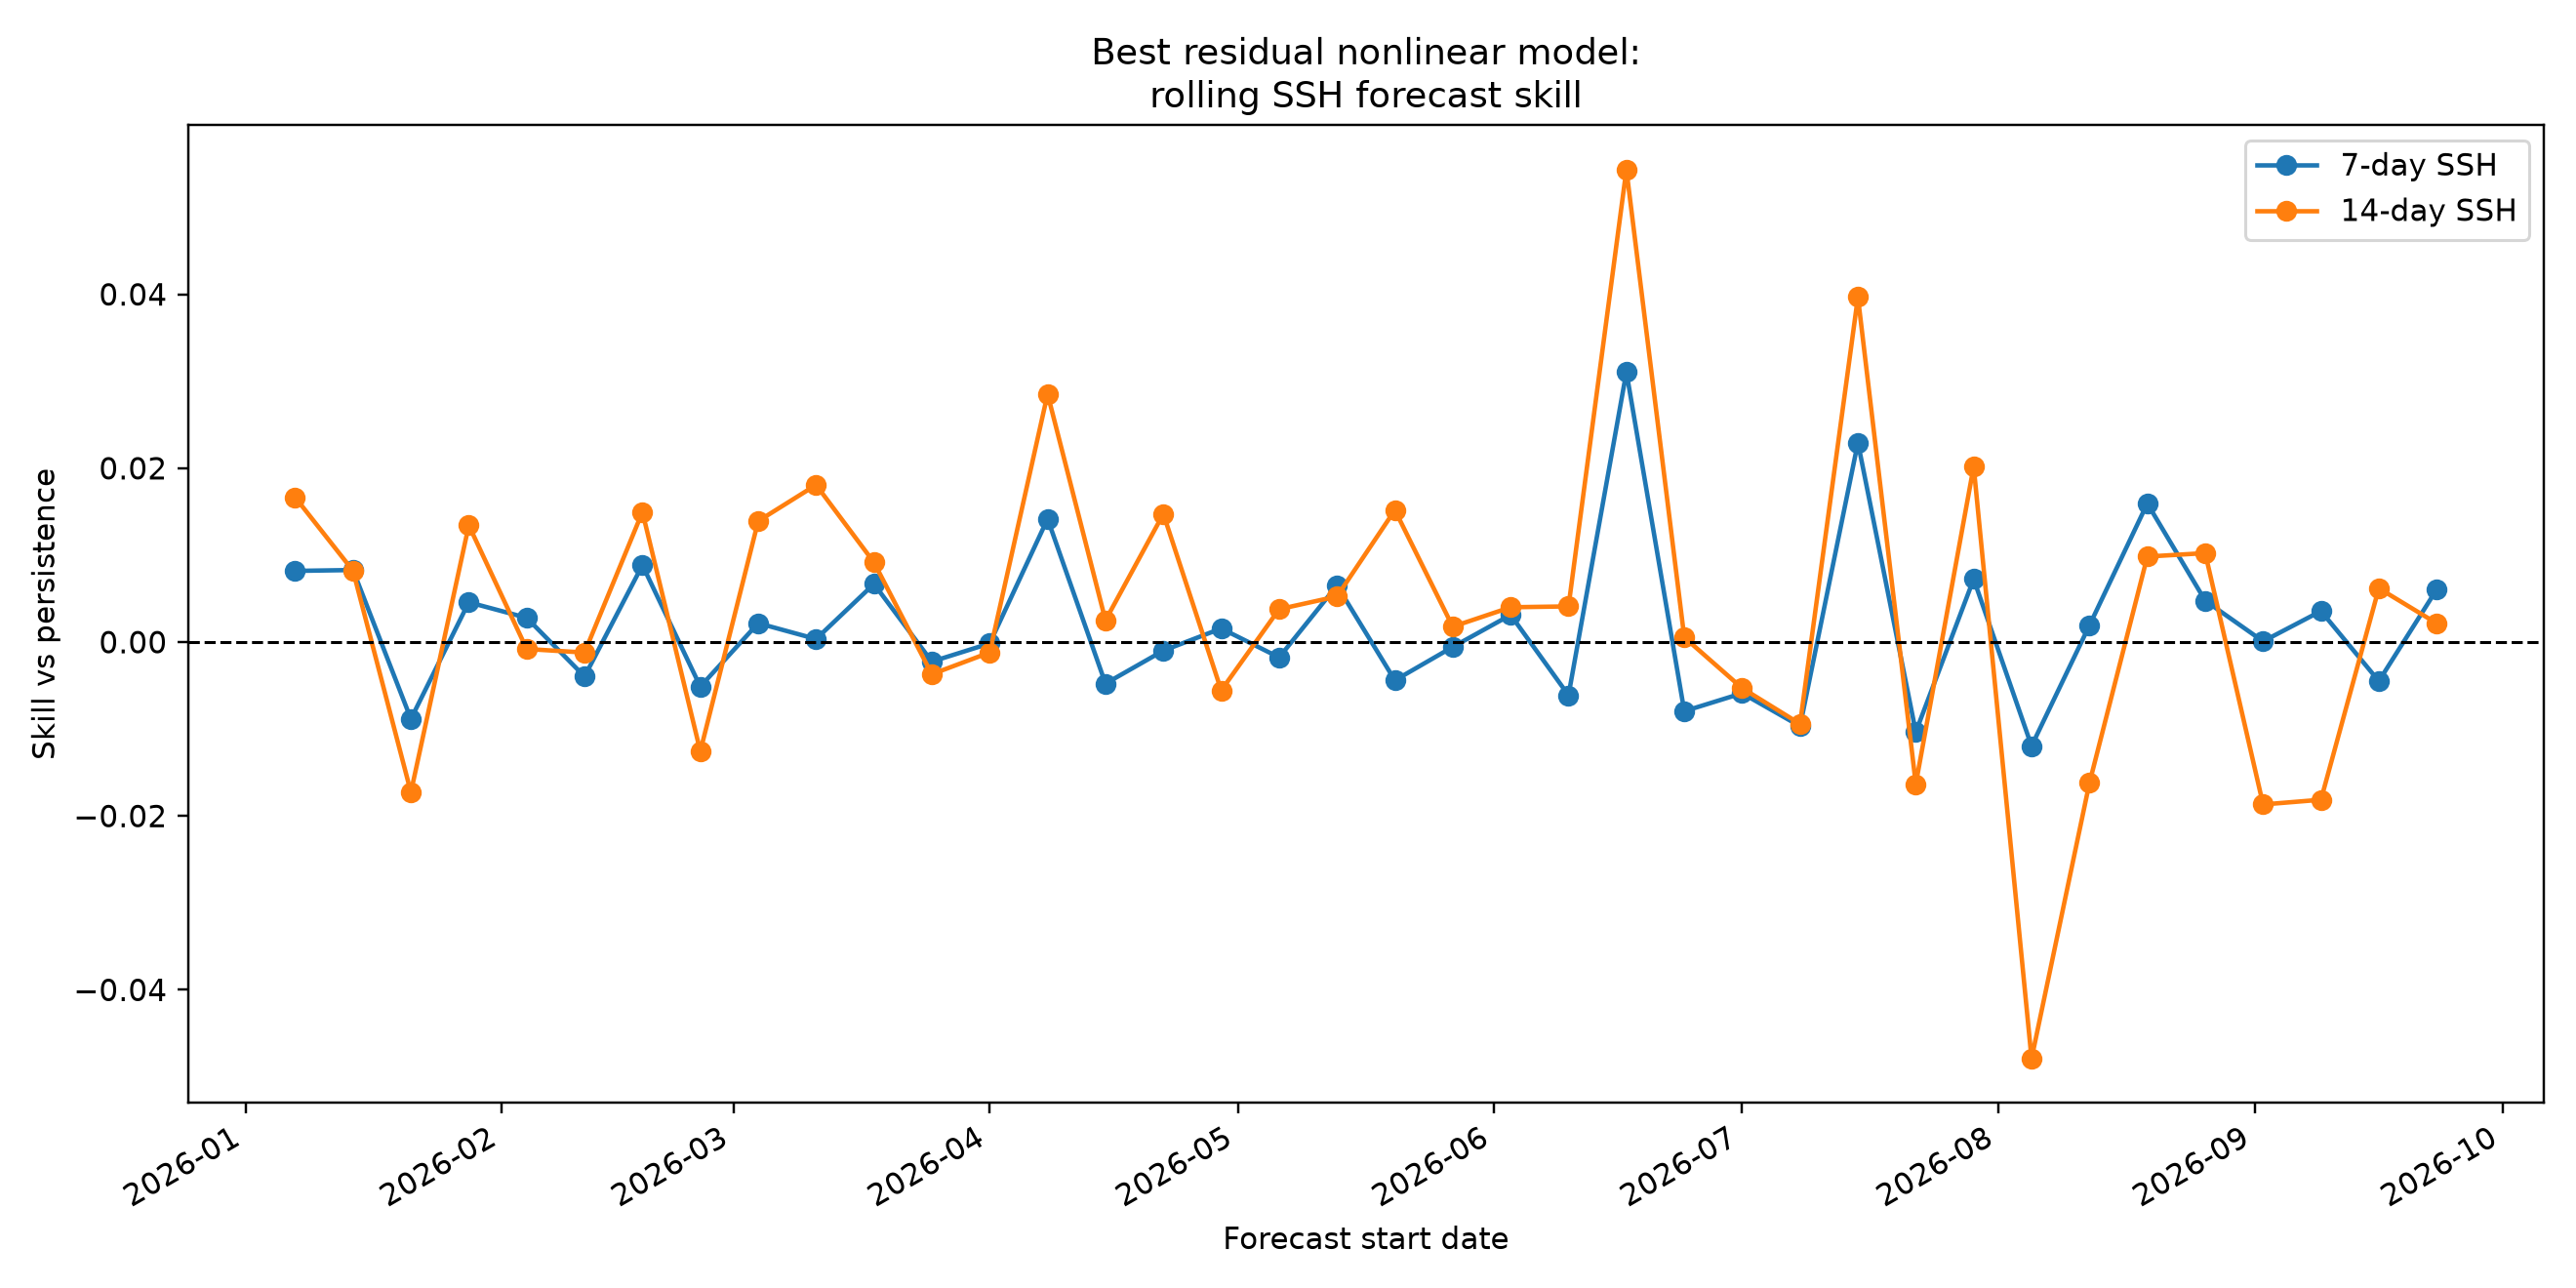 Best residual nonlinear model:
rolling SSH forecast skill
7-day SSH
14-day SSH
Skill vs persistence
0.04
0.02
0.00
−0.02
−0.04
2026-01
2026-02
2026-03
2026-04
2026-05
2026-06
2026-07
2026-08
2026-09
2026-10
Forecast start date